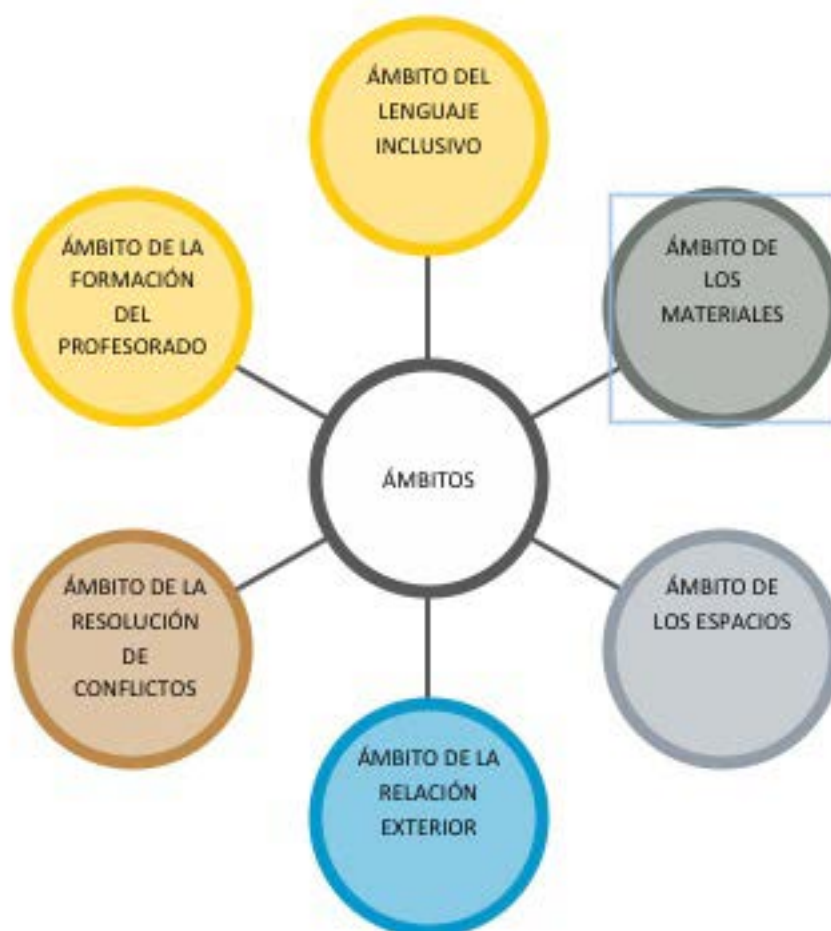 ÁMBITO DEL
LENGUAJE
INCLUSIVO
ÁMBITO DE LA
FORMACIÓN
DEL
PROFESORADO
ÁMBITO DE
LOS
MATERIALES
ÁMBITOS
ÁMBITO DE LA
RESOLUCIÓN
DE
CONFLICTOS
ÁMBITO DE
LOS ESPACIOS
ÁMBITO DE LA
RELACIÓN
EXTERIOR